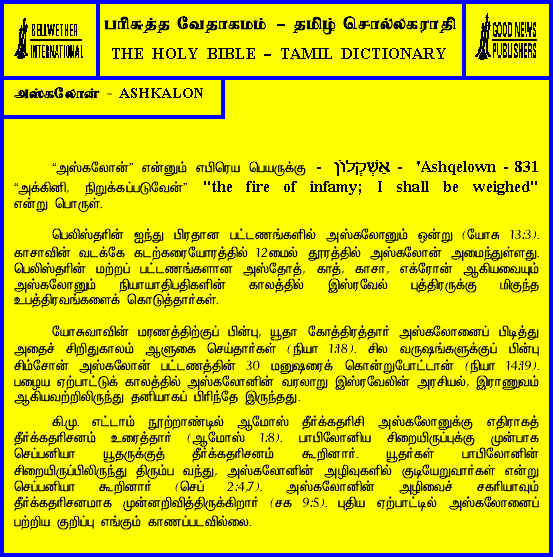 BELLWETHER
INTERNATIONAL
பரிசுத்த வேதாகமம் – தமிழ் சொல்லகராதி
THE HOLY BIBLE – TAMIL DICTIONARY
GOOD NEWS
PUBLISHERS
அஸ்கலோன் - ASHKALON
“அஸ்கலோன்” என்னும் எபிரெய பெயருக்கு - אַשְׁקְלוֹן - 'Ashqelown - 831
“அக்கினி, நிறுக்கப்படுவேன்” "the fire of infamy; I shall be weighed"
என்று பொருள்.
பெலிஸ்தரின் ஐந்து பிரதான பட்டணங்களில் அஸ்கலோனும் ஒன்று (யோசு 13:3).
காசாவின் வடக்கே கடற்கரையோரத்தில் 12மைல் தூரத்தில் அஸ்கலோன் அமைந்துள்ளது.
பெலிஸ்தரின் மற்றப் பட்டணங்களான அஸ்தோத், காத், காசா, எக்ரோன் ஆகியவையும்
அஸ்கலோனும் நியாயாதிபதிகளின் காலத்தில் இஸ்ரவேல் புத்திரருக்கு மிகுந்த
உபத்திரவங்களைக் கொடுத்தார்கள்.
யோசுவாவின் மரணத்திற்குப் பின்பு, யூதா கோத்திரத்தார் அஸ்கலோனைப் பிடித்து
அதைச் சிறிதுகாலம் ஆளுகை செய்தார்கள் (நியா 1:18). சில வருஷங்களுக்குப் பின்பு
சிம்சோன் அஸ்கலோன் பட்டணத்தின் 30 மனுஷரைக் கொன்றுபோட்டான் (நியா 14:19).
பழைய ஏற்பாட்டுக் காலத்தில் அஸ்கலோனின் வரலாறு இஸ்ரவேலின் அரசியல், இராணுவம்
ஆகியவற்றிலிருந்து தனியாகப் பிரிந்தே இருந்தது.
கி.மு. எட்டாம் நூற்றாண்டில் ஆமோஸ் தீர்க்கதரிசி அஸ்கலோனுக்கு எதிராகத்
தீர்க்கதரிசனம் உரைத்தார் (ஆமோஸ் 1:8). பாபிலோனிய சிறையிருப்புக்கு முன்பாக
செப்பனியா யூதருக்குத் தீர்க்கதரிசனம் கூறினார். யூதர்கள் பாபிலோனின்
சிறையிருப்பிலிருந்து திரும்ப வந்து, அஸ்கலோனின் அழிவுகளில் குடியேறுவார்கள் என்று
செப்பனியா கூறினார் (செப் 2:4,7). அஸ்கலோனின் அழிவைச் சகரியாவும்
தீர்க்கதரிசனமாக முன்னறிவித்திருக்கிறார் (சக 9:5). புதிய ஏற்பாட்டில் அஸ்கலோனைப்
பற்றிய குறிப்பு எங்கும் காணப்படவில்லை.